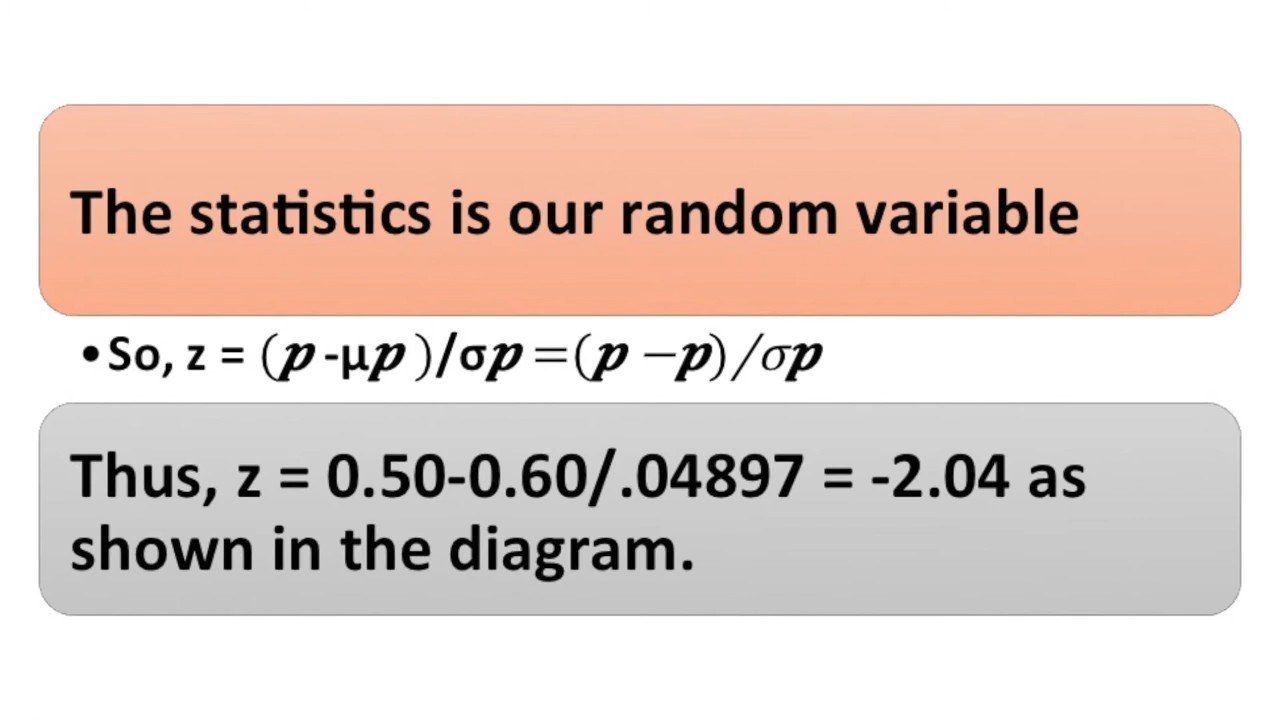 The statistics is our random variable
•So, z = (𝒑 -µ𝒑 )/σ𝒑 =(𝒑 −𝒑)/𝜎𝒑
Thus, z = 0.50-0.60/.04897 = -2.04 as
shown in the diagram.